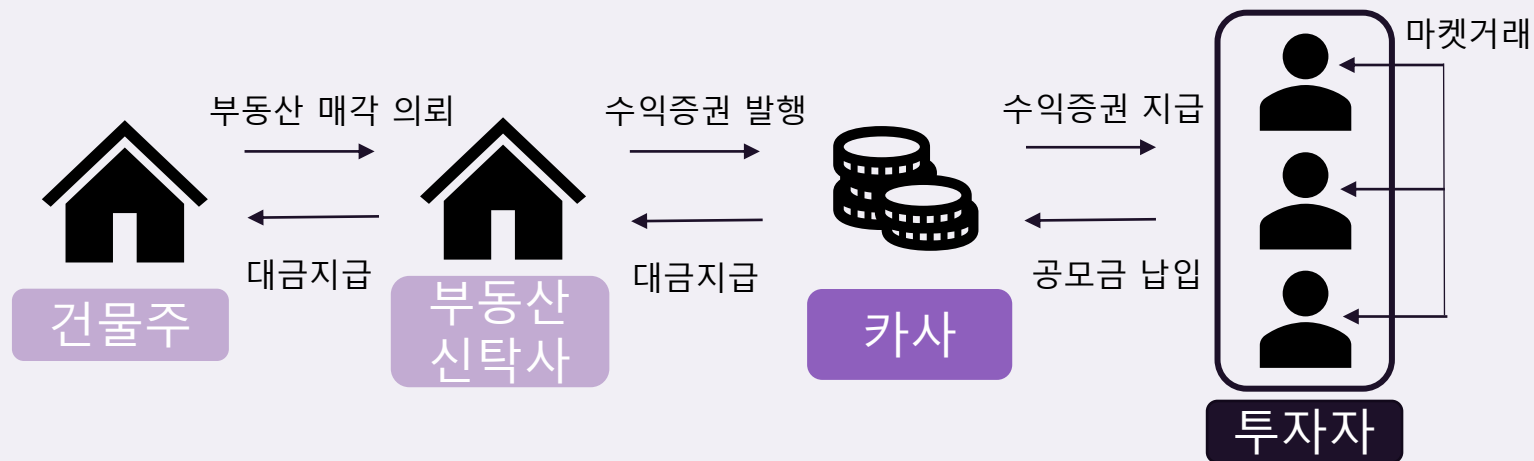 마켓거래
부동산 매각 의뢰
수익증권 발행
수익증권 지급
대금지급
대금지급
공모금 납입
건물주
부동산
신탁사
카사
투자자